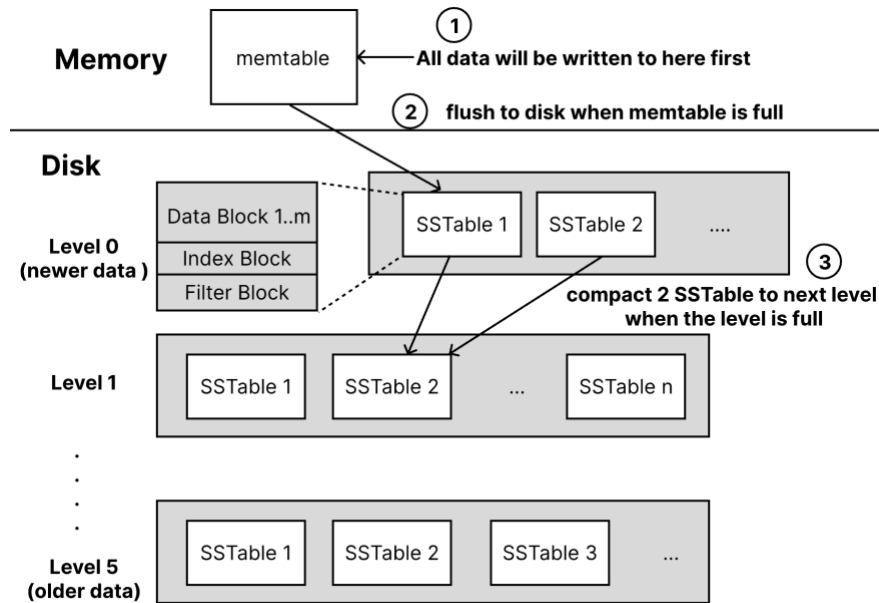 1
Memory
memtable
All data will be written to here first
2
flush to disk when memtable is full
Disk
Data Block 1..m
SSTable 1
SSTable 2
....
Level 0
(newer data )
Index Block
Filter Block
3
compact 2 SSTable to next level
when the level is full
Level 1
SSTable 1
SSTable 2
...
SSTable n
Level 5
(older data)
SSTable 1
SSTable 2
SSTable 3
...